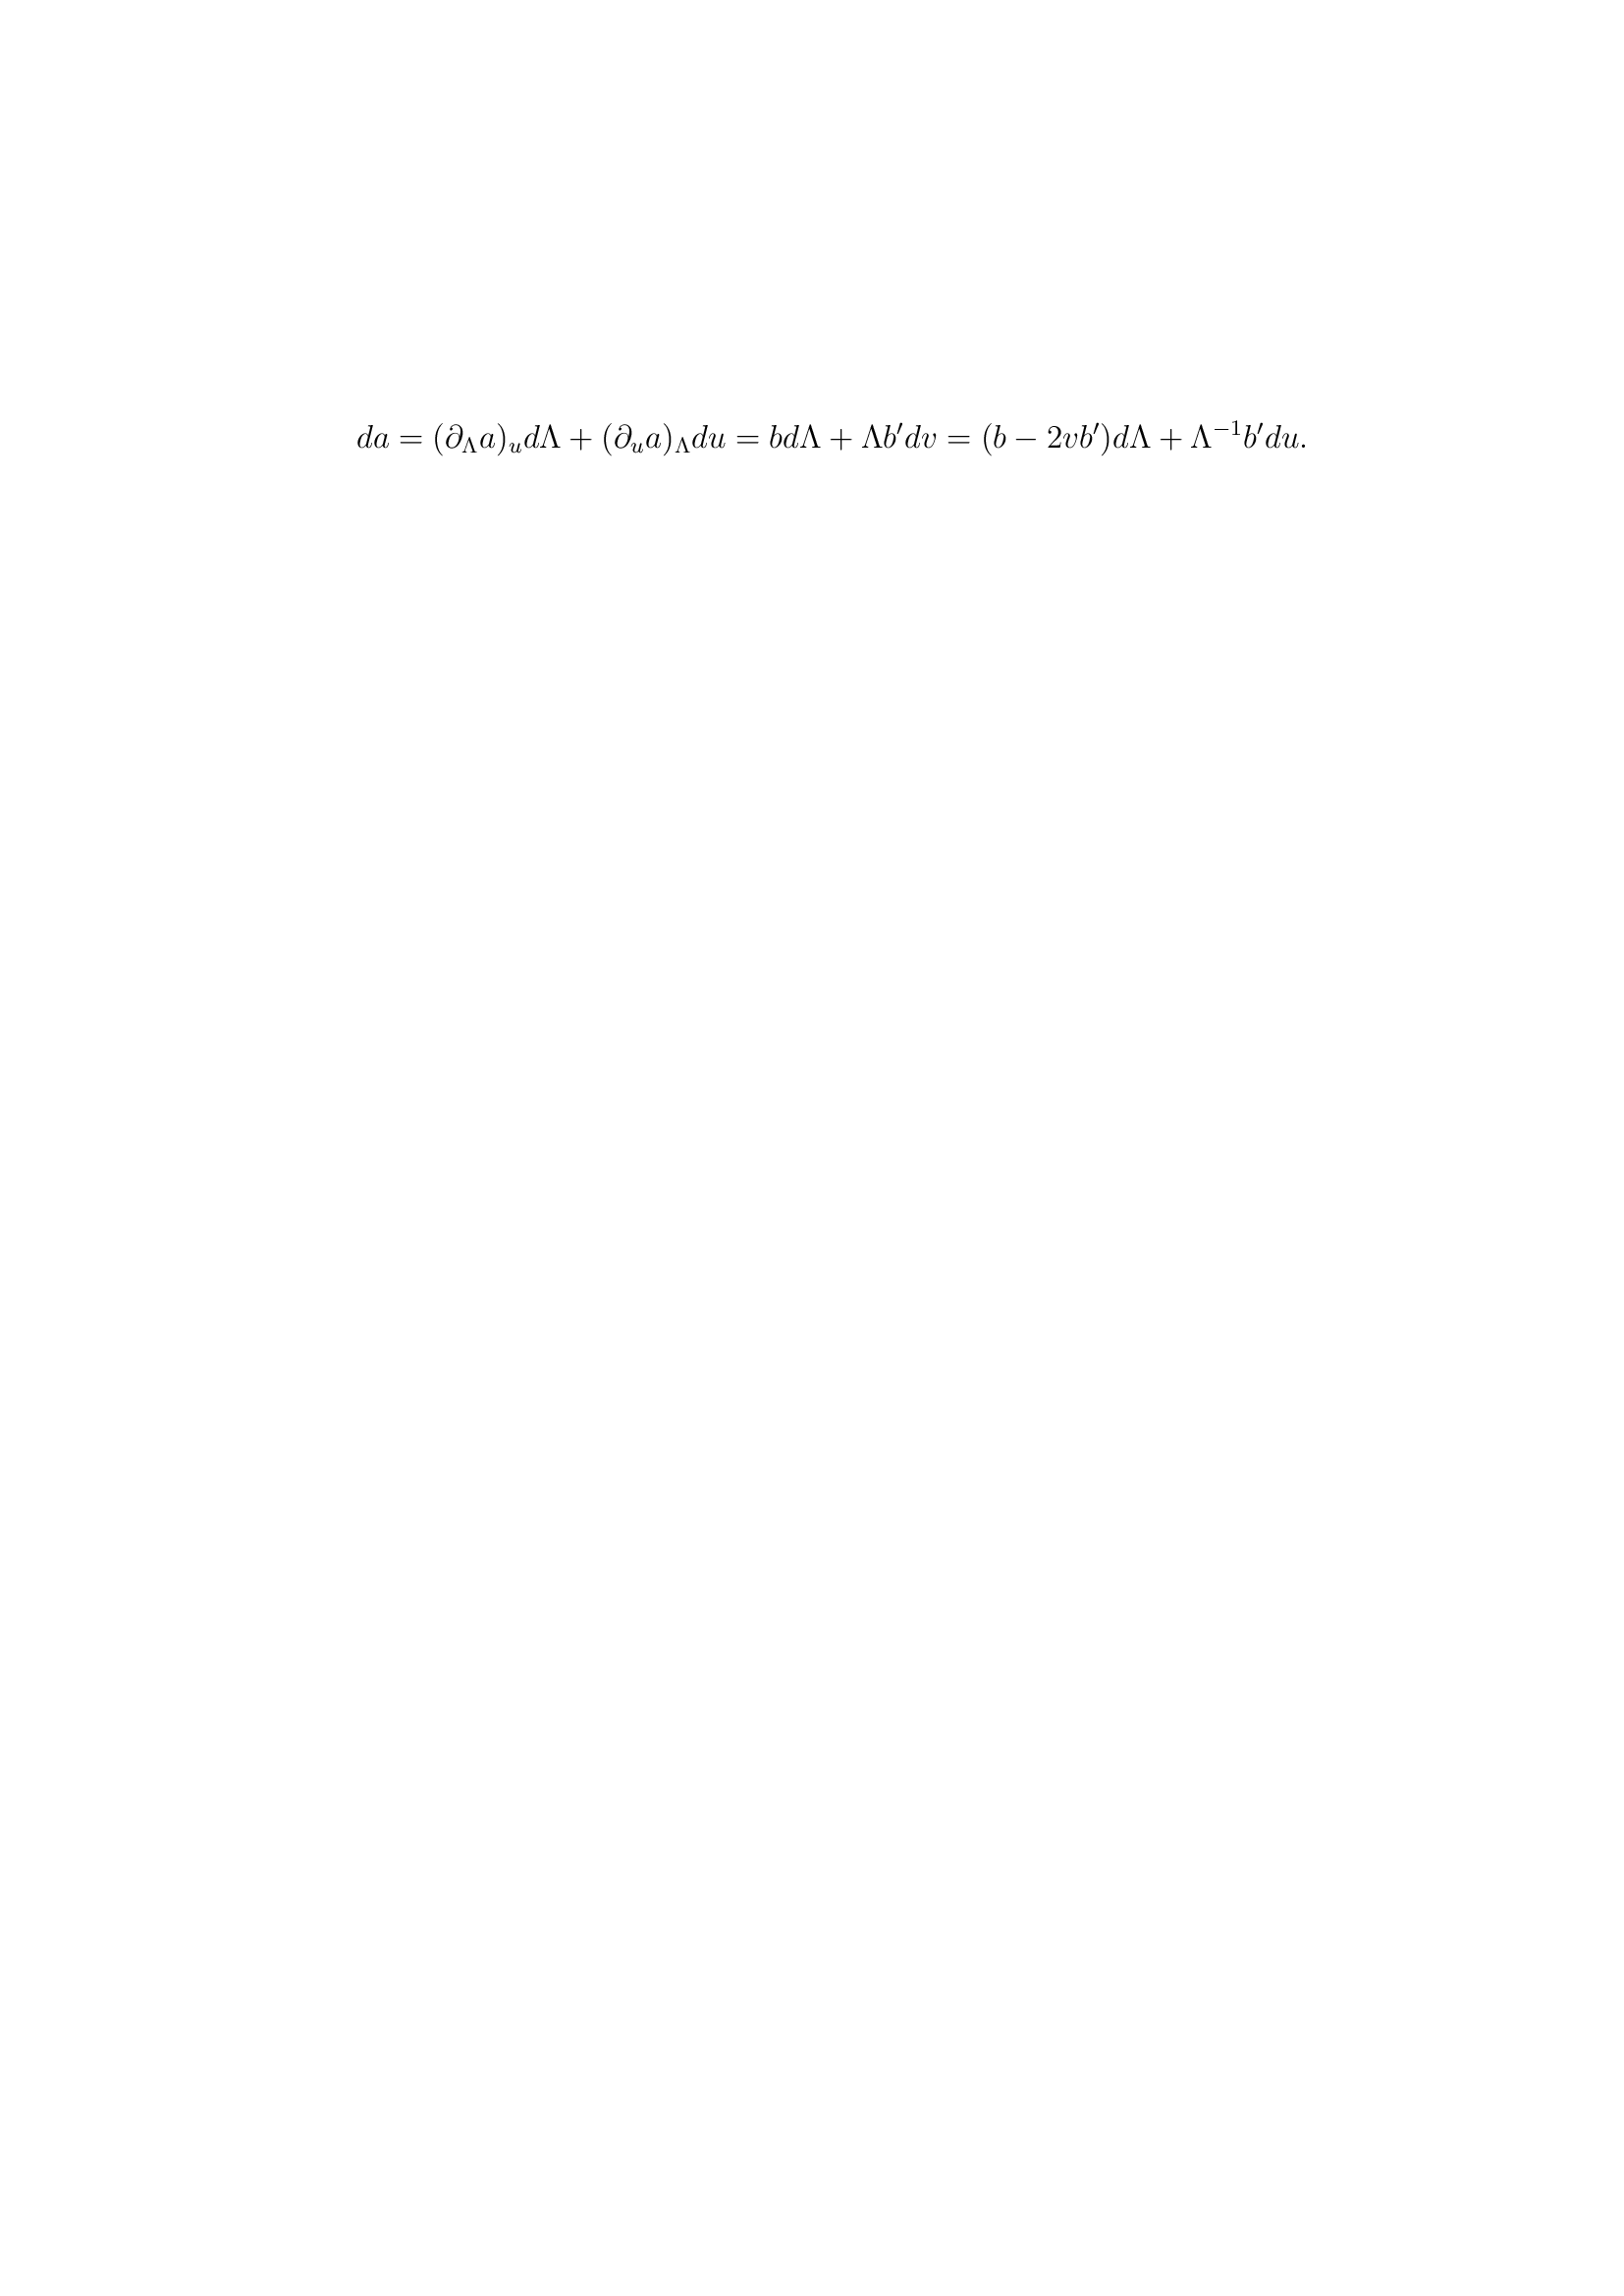 $da = (\partial_\Lambda a)_u d\Lambda + (\partial_u a)_\Lambda du = bd\Lambda + \Lambda b' dv = (b - 2vb')d\Lambda + \Lambda^{-1}b'du.$